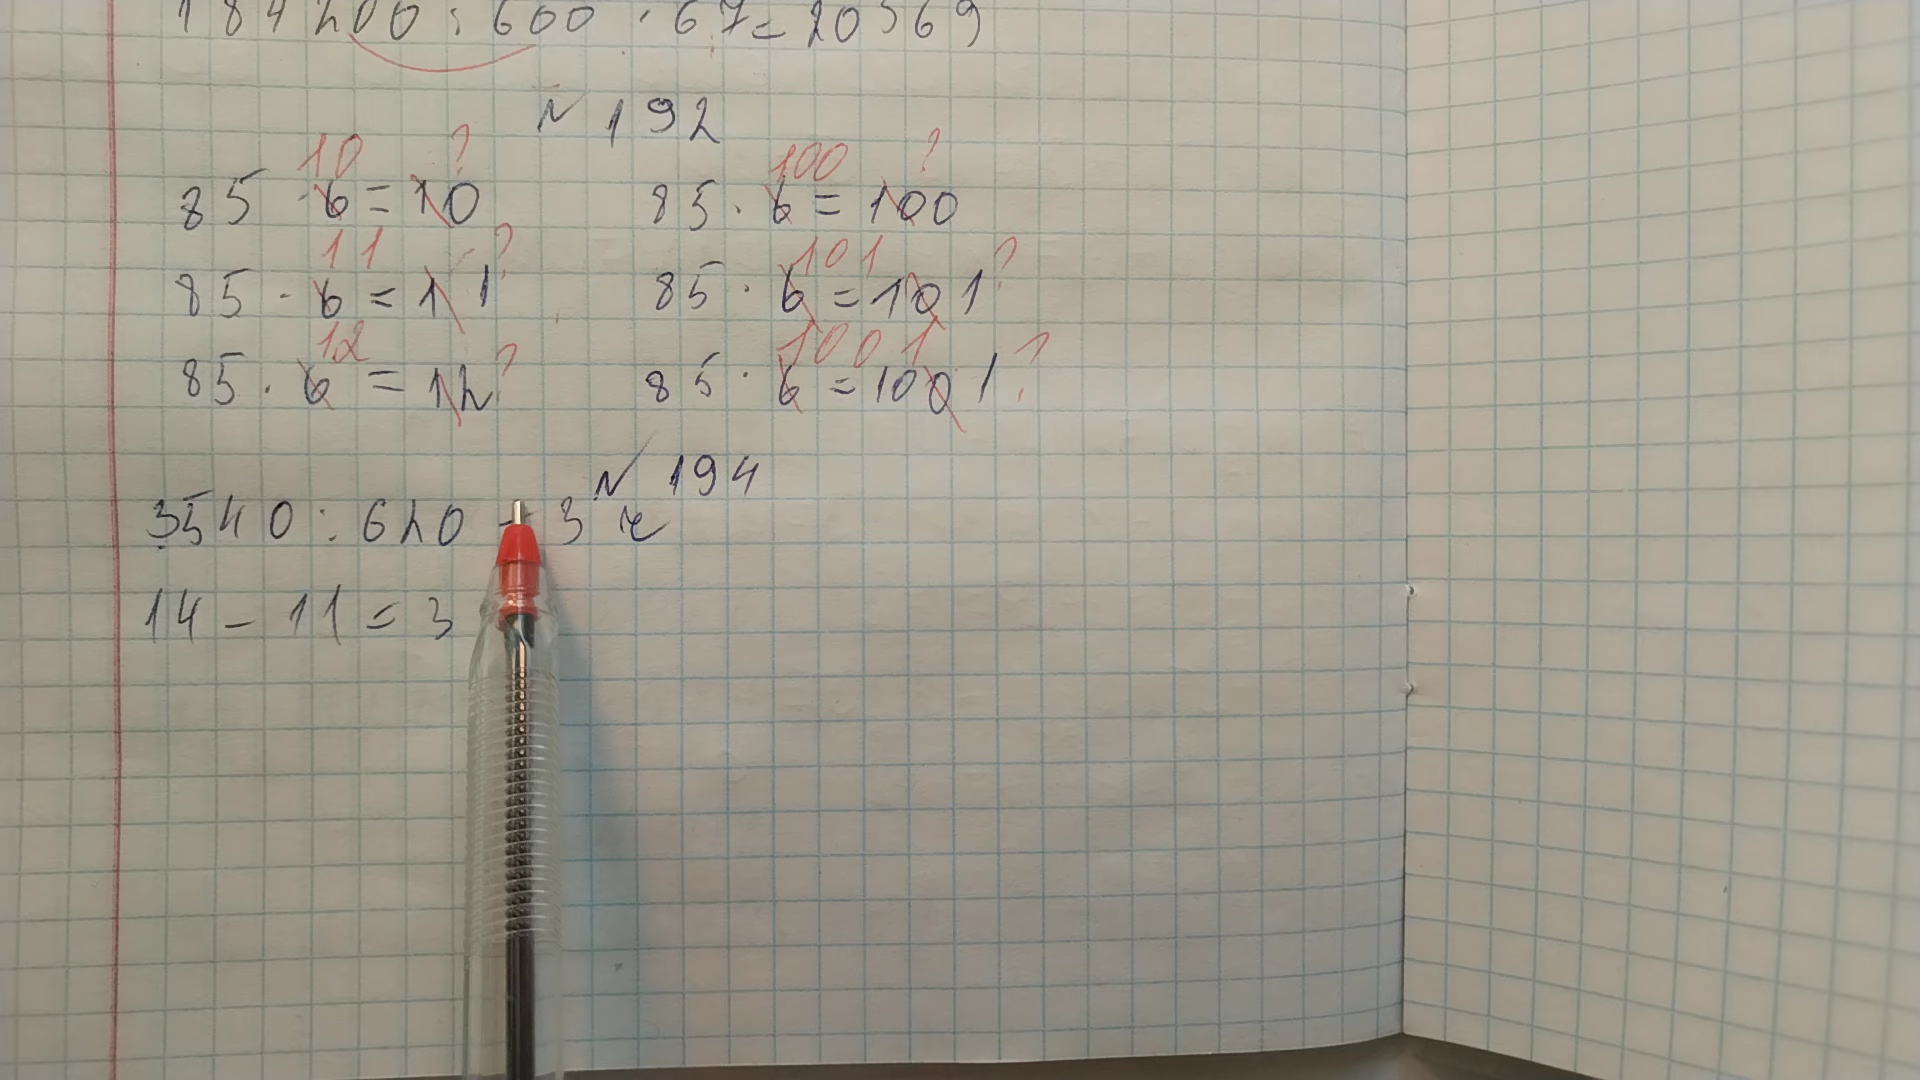 184200 : 600 · 67 = 20569
№ 192
10 ? 100 ?
85 · 6 = 10 85 · 6 = 100
11 ? 101 ?
85 · 6 = 11 85 · 6 = 101
12 ? 1001 ?
85 · 6 = 12 85 · 6 = 1001
№ 194
3540 : 620 - 3 ч
14 - 11 = 3